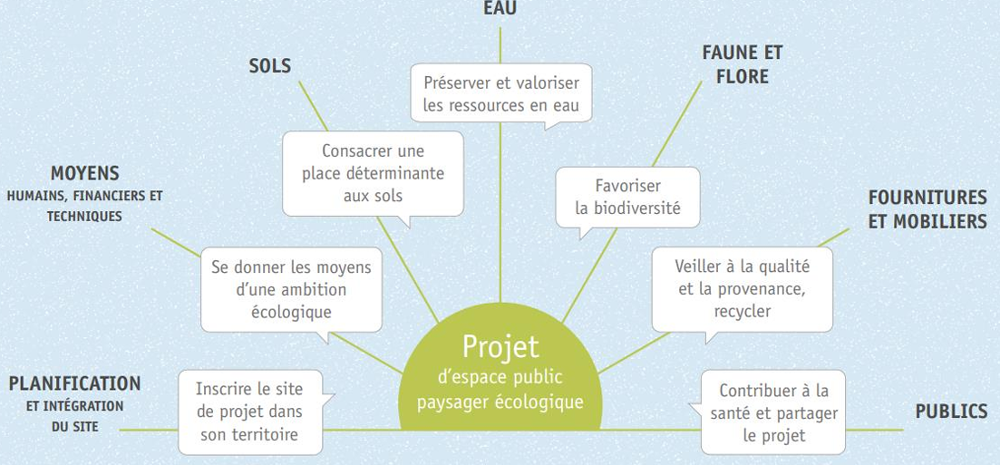 EAU
SOLS
FAUNE ET
FLORE
Préserver et valoriser
les ressources en eau
Consacrer une
place déterminante
aux sols
MOYENS
HUMAINS, FINANCIERS ET
TECHNIQUES
Favoriser
la biodiversité
FOURNITURES
ET MOBILIERS
Se donner les moyens
d'une ambition
écologique
Veiller à la qualité
et la provenance,
recycler
Projet
d'espace public
paysager écologique
PLANIFICATION
ET INTÉGRATION
DU SITE
Inscrire le site
de projet dans
son territoire
Contribuer à la
santé et partager
le projet
PUBLICS